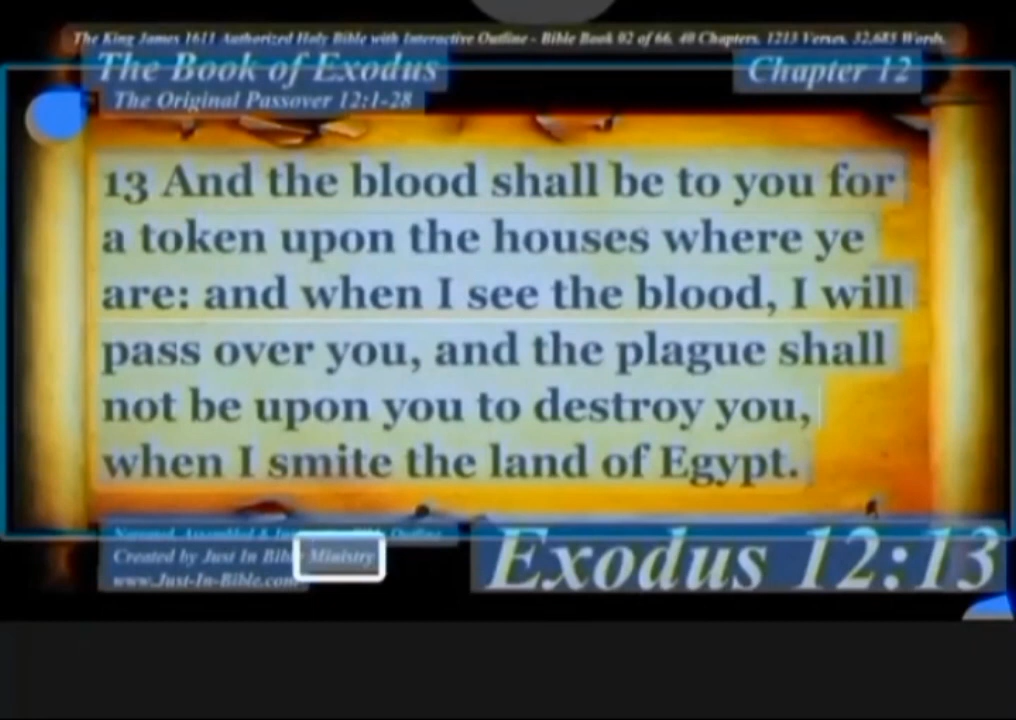 The King James 1611 Authorized Holy Bible with Interactive Outline - Bible Book 02 of 66, 40 Chapters, 1213 Verses, 32,685 Words.
The Book of Exodus
Chapter 12
The Original Passover 12:1-28
13 And the blood shall be to you for
a token upon the houses where ye
are: and when I see the blood, I will
pass over you, and the plague shall
not be upon you to destroy you,
when I smite the land of Egypt.
Narrated, Assembled &
Outline
Created by Just In Bible Ministry
www.Just-In-Bible.com
Exodus 12:13